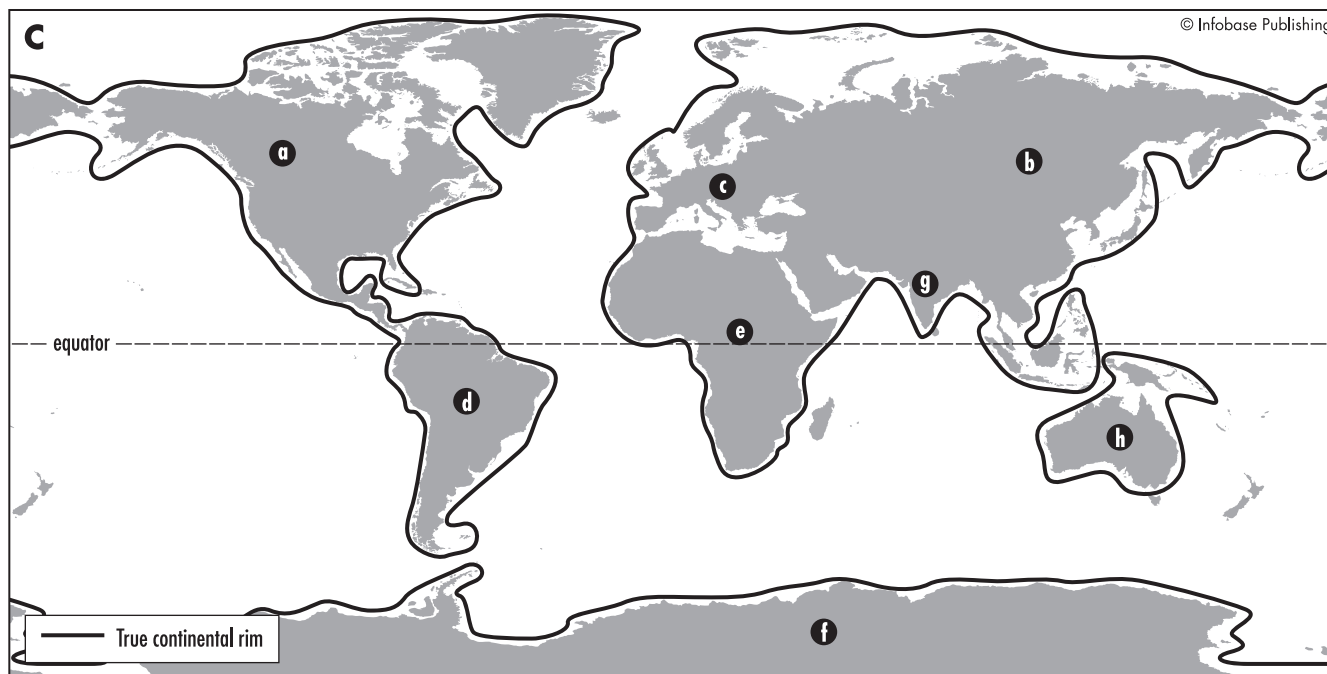 C
© Infobase Publishing
a
b
c
g
e
equator
d
h
f
True continental rim